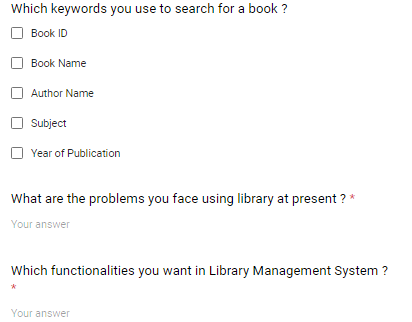 Which keywords you use to search for a book ?
Book ID
Book Name
Author Name
Subject
Year of Publication
What are the problems you face using library at present ? *
Your answer
Which functionalities you want in Library Management System ?
*
Your answer